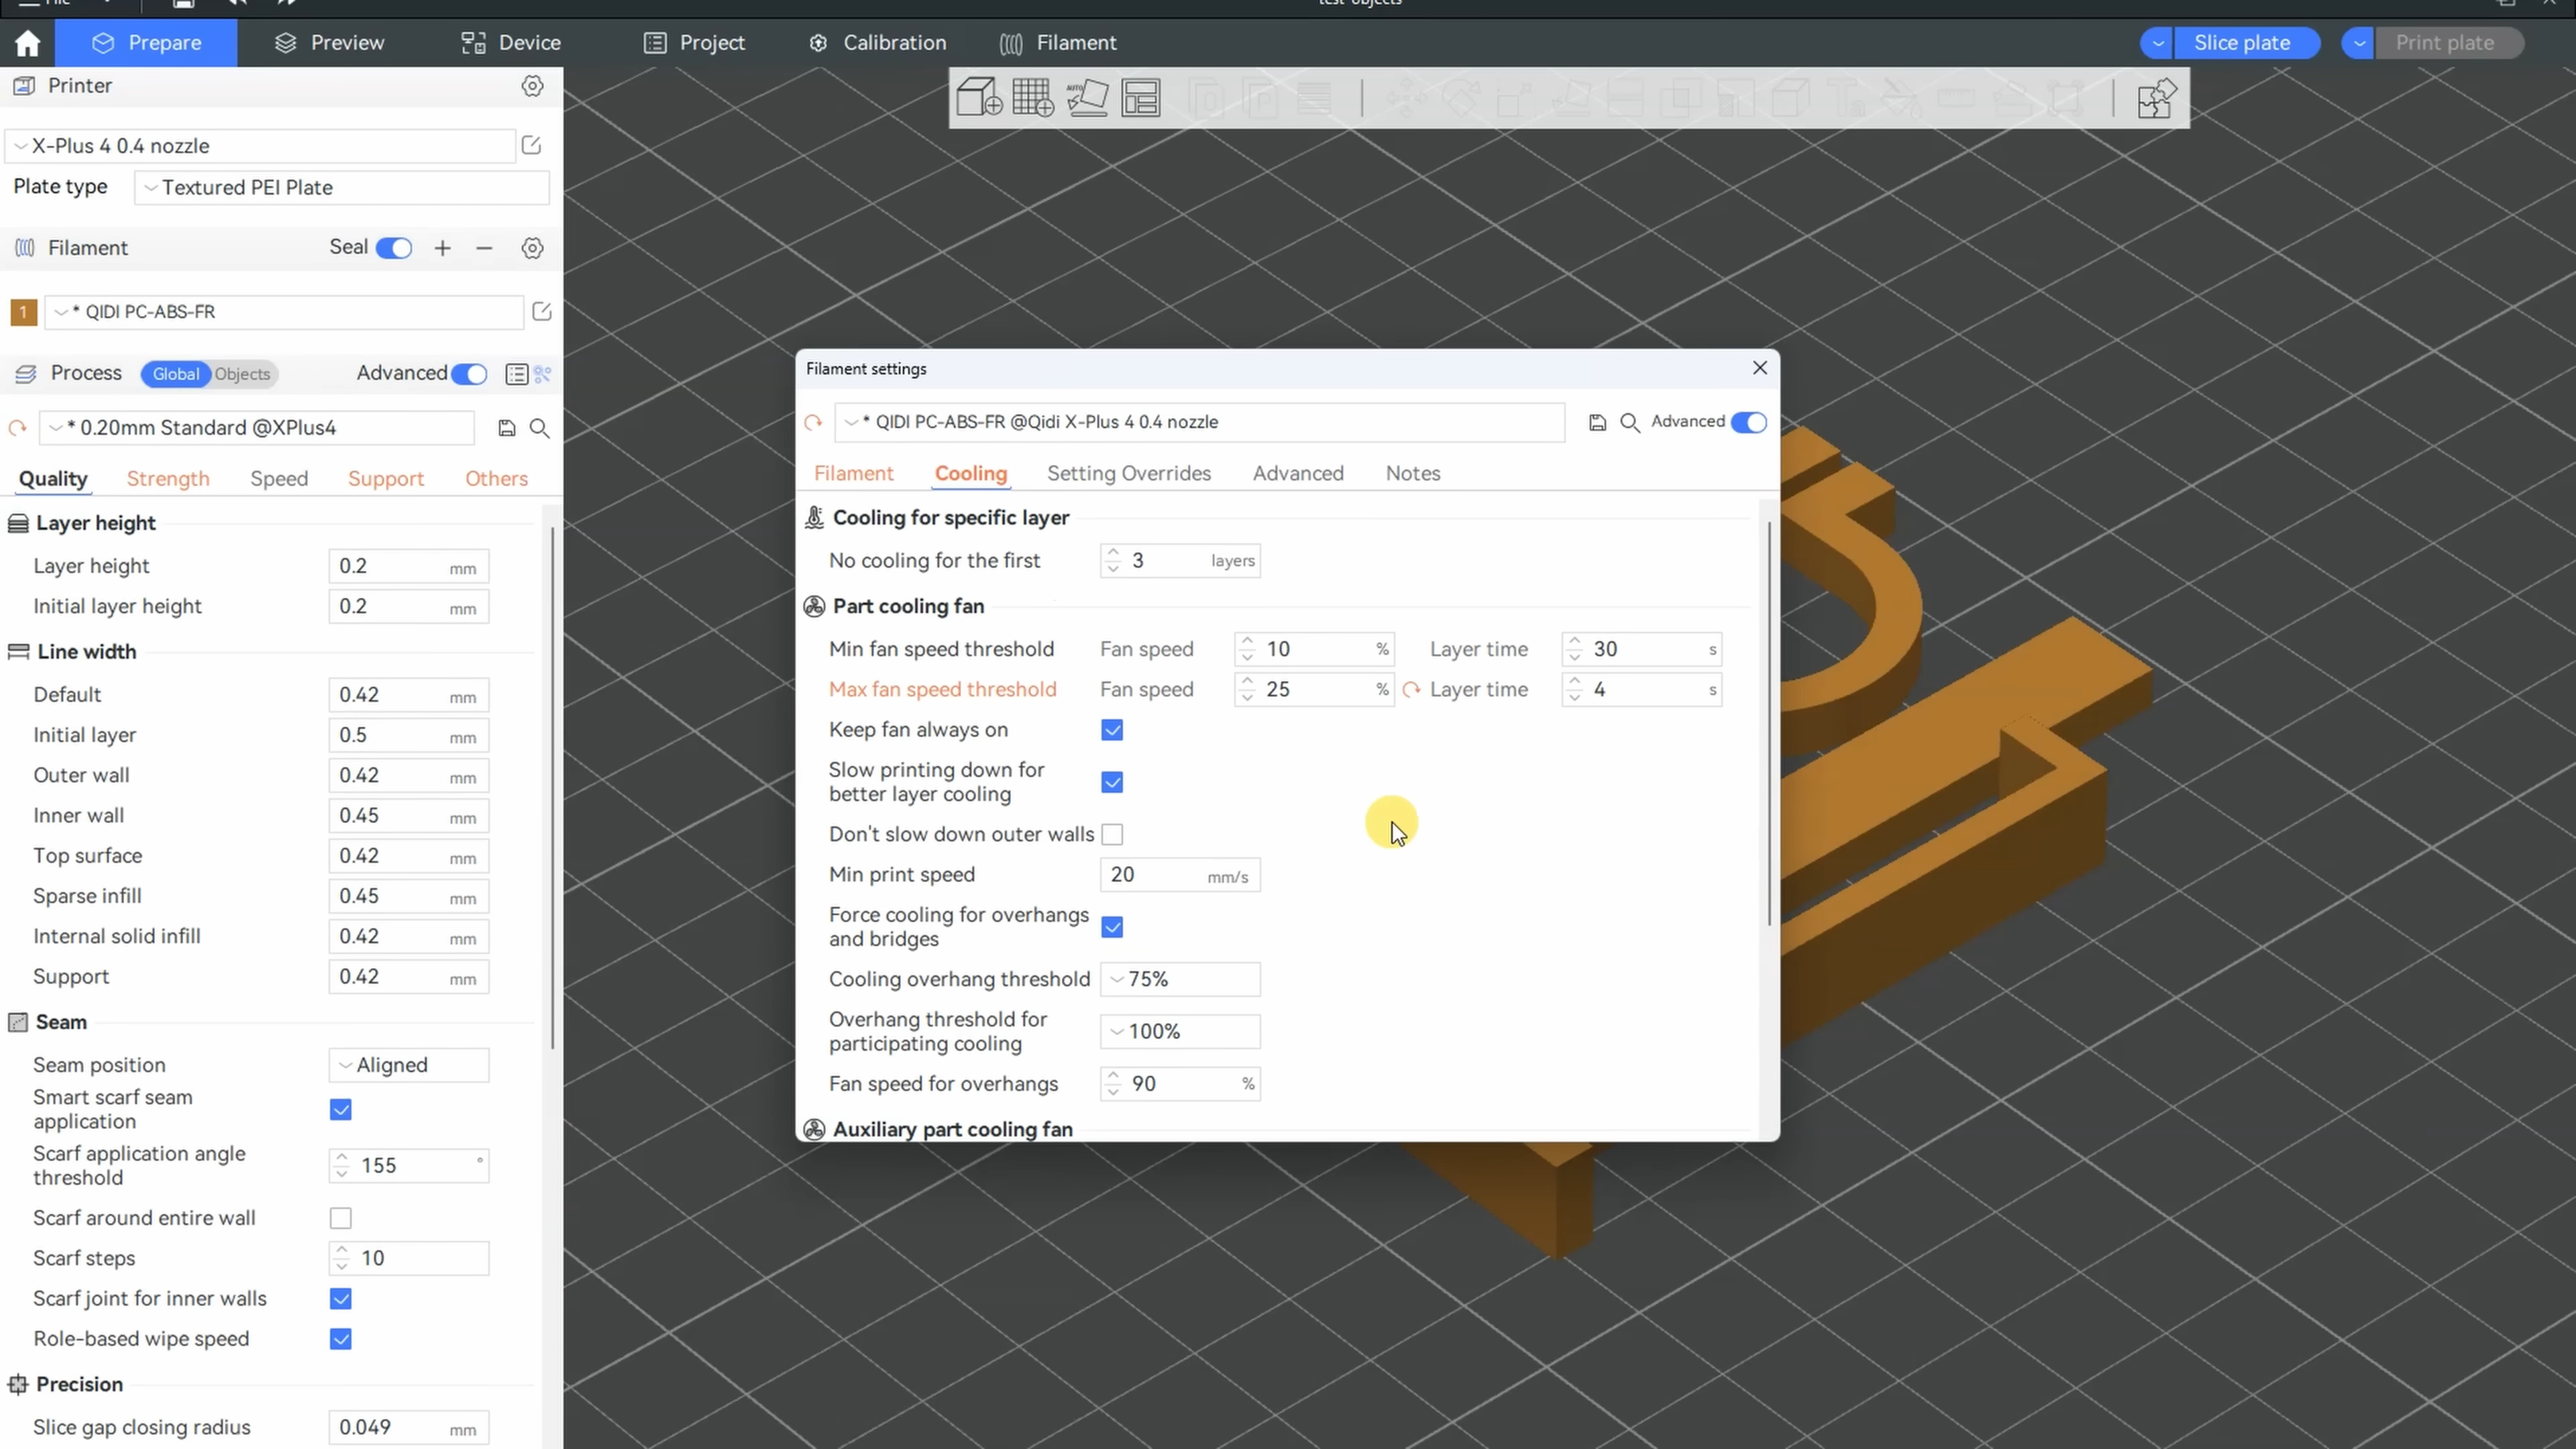 File
test-objects
Prepare
Preview
Device
Project
Calibration
Filament
Slice plate
Print plate
Printer
X-Plus 4 0.4 nozzle
Plate type
Textured PEI Plate
Filament
Seal
1
* QIDI PC-ABS-FR
Process
Global
Objects
Advanced
* 0.20mm Standard @XPlus4
Quality
Strength
Speed
Support
Others
Layer height
Layer height 0.2 mm
Initial layer height 0.2 mm
Line width
Default 0.42 mm
Initial layer 0.5 mm
Outer wall 0.42 mm
Inner wall 0.45 mm
Top surface 0.42 mm
Sparse infill 0.45 mm
Internal solid infill 0.42 mm
Support 0.42 mm
Seam
Seam position Aligned
Smart scarf seam
application
Scarf application angle
threshold 155 °
Scarf around entire wall
Scarf steps 10
Scarf joint for inner walls
Role-based wipe speed
Precision
Slice gap closing radius 0.049 mm
AUTO
Filament settings
* QIDI PC-ABS-FR @Qidi X-Plus 4 0.4 nozzle
Advanced
Filament
Cooling
Setting Overrides
Advanced
Notes
Cooling for specific layer
No cooling for the first 3 layers
Part cooling fan
Min fan speed threshold Fan speed 10 % Layer time 30 s
Max fan speed threshold Fan speed 25 % Layer time 4 s
Keep fan always on
Slow printing down for
better layer cooling
Don't slow down outer walls
Min print speed 20 mm/s
Force cooling for overhangs
and bridges
Cooling overhang threshold 75%
Overhang threshold for
participating cooling 100%
Fan speed for overhangs 90 %
Auxiliary part cooling fan